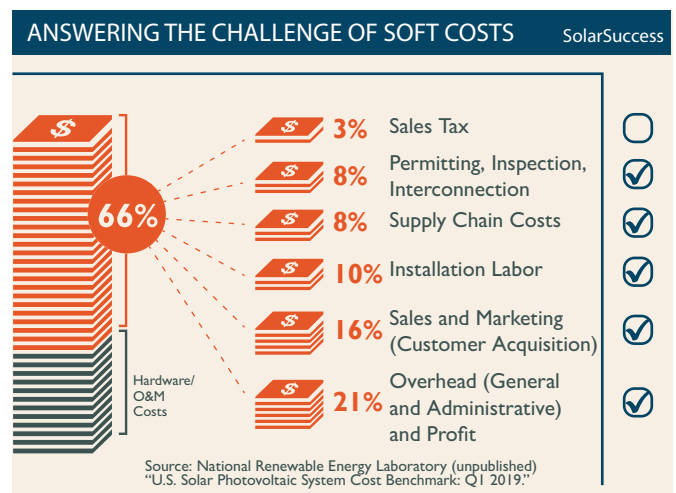 ANSWERING THE CHALLENGE OF SOFT COSTS
SolarSuccess
$
66%
Hardware/
O&M
Costs
$ 3% Sales Tax
$ 8% Permitting, Inspection,
Interconnection
$ 8% Supply Chain Costs
$ 10% Installation Labor
$ 16% Sales and Marketing
(Customer Acquisition)
$ 21% Overhead (General
and Administrative)
and Profit
Source: National Renewable Energy Laboratory (unpublished)
“U.S. Solar Photovoltaic System Cost Benchmark: Q1 2019.”